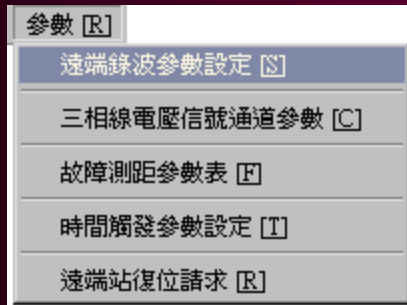 參數 [R]
遠端錄波參數設定 [S]
三相線電壓信號通道參數 [C]
故障測距參數表 [F]
時間觸發參數設定 [T]
遠端站復位請求 [R]